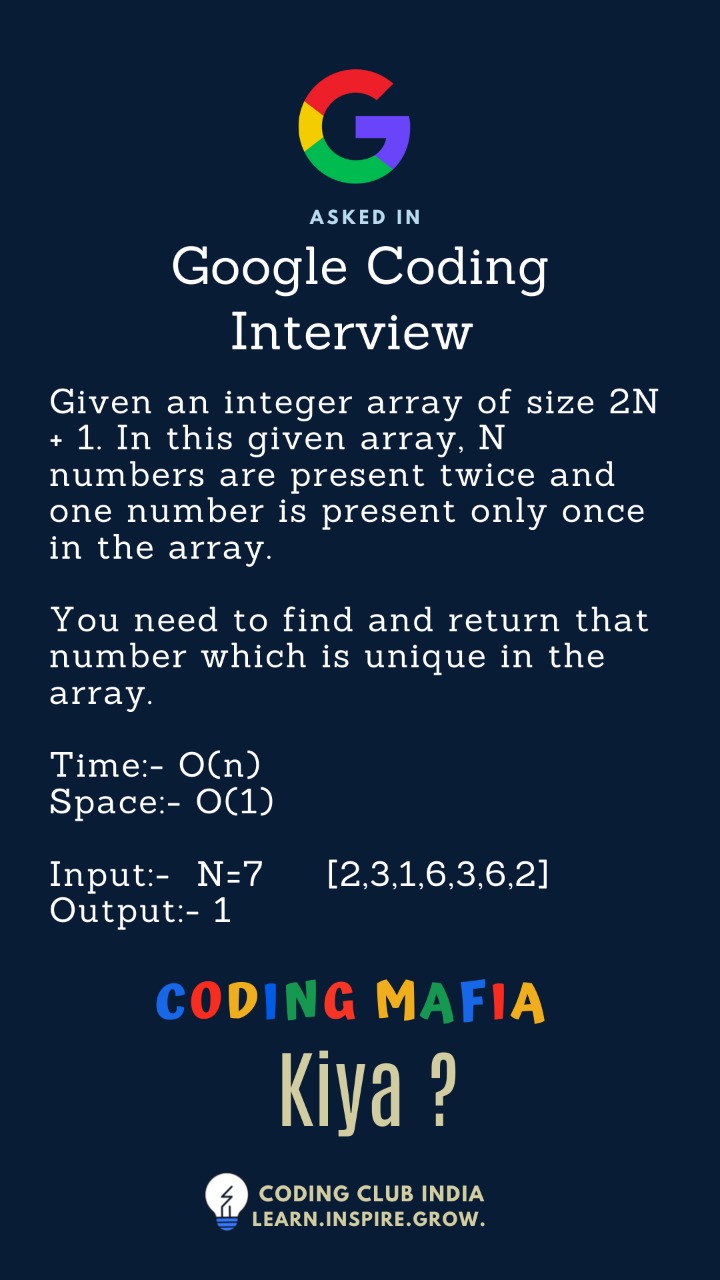 ASKED IN
Google Coding
Interview
Given an integer array of size 2N
+ 1. In this given array, N
numbers are present twice and
one number is present only once
in the array.
You need to find and return that
number which is unique in the
array.
Time:- O(n)
Space:- O(1)
Input:- N=7 [2,3,1,6,3,6,2]
Output:- 1
CODING MAFIA
Kiya ?
CODING CLUB INDIA
LEARN.INSPIRE.GROW.